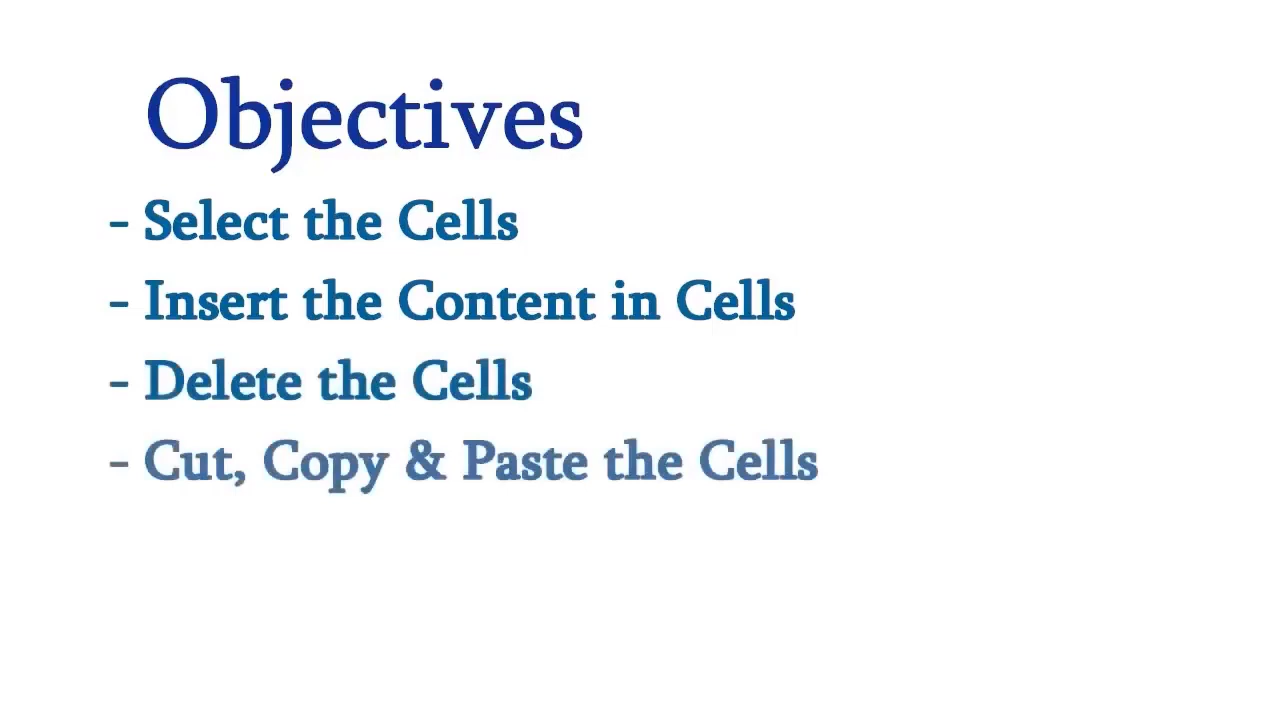 Objectives
- Select the Cells
- Insert the Content in Cells
- Delete the Cells
- Cut, Copy & Paste the Cells